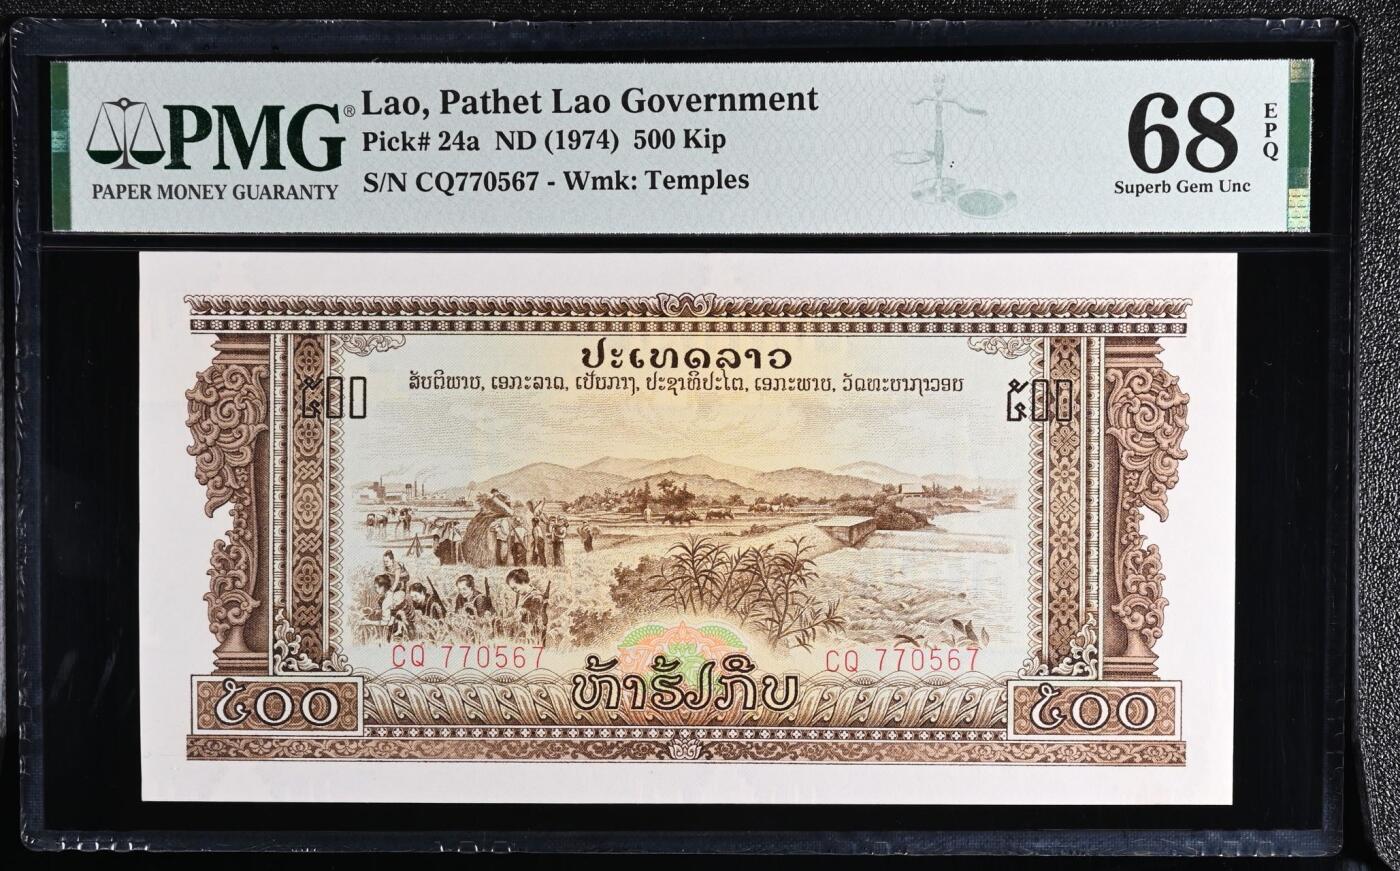 PMG®
PAPER MONEY GUARANTY
Lao, Pathet Lao Government
Pick# 24a ND (1974) 500 Kip
S/N CQ770567 - Wmk: Temples
68
EPQ
Superb Gem Unc
ປະເທດລາວ
ສັນຕິພາບ, ເອກະລາດ, ເປັນກາງ, ປະຊາທິປະໄຕ, ເອກະພາບ, ວັດທະນາຖາວອນ
໕໐໐
໕໐໐
CQ 770567
CQ 770567
ຫ້າຮ້ຽກີບ
໕໐໐
໕໐໐